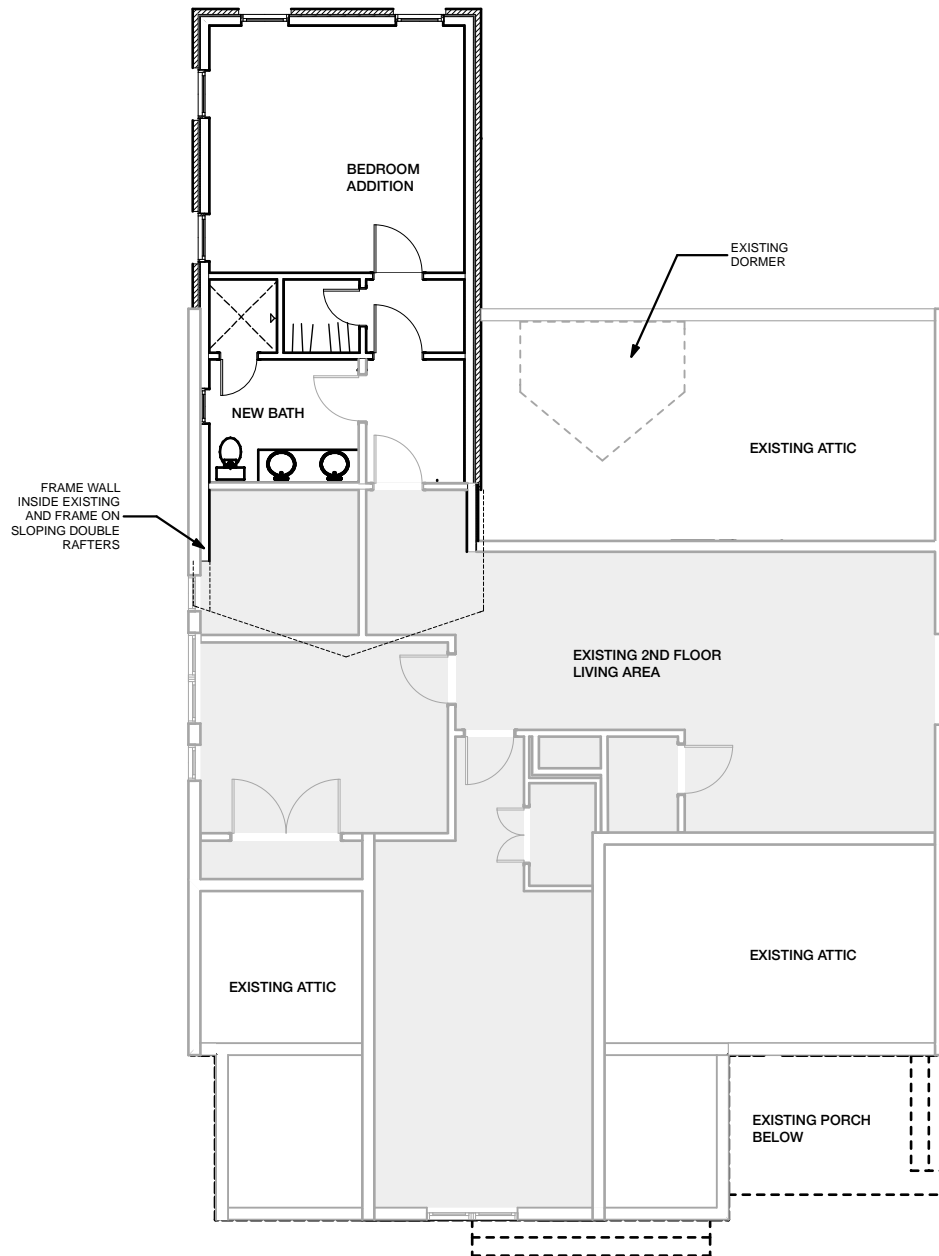 BEDROOM
ADDITION
EXISTING
DORMER
NEW BATH
EXISTING ATTIC
FRAME WALL
INSIDE EXISTING
AND FRAME ON
SLOPING DOUBLE
RAFTERS
EXISTING 2ND FLOOR
LIVING AREA
EXISTING ATTIC
EXISTING ATTIC
EXISTING PORCH
BELOW